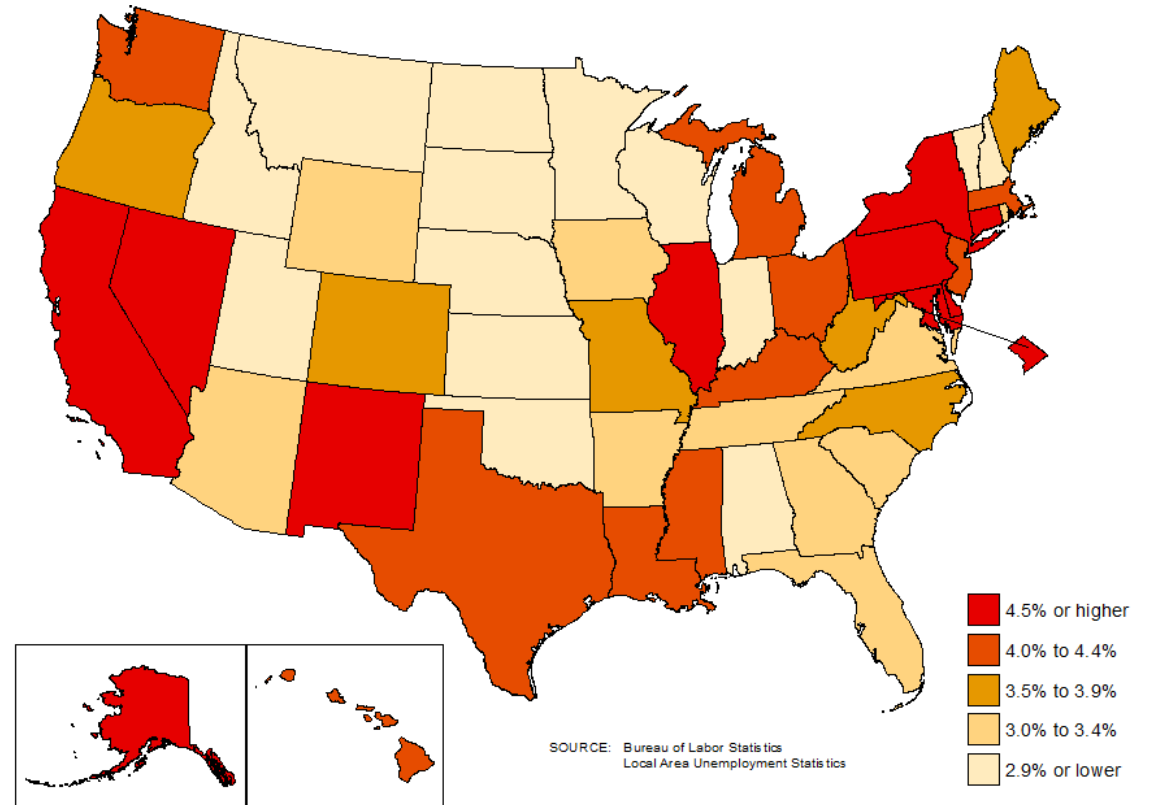 4.5% or higher
4.0% to 4.4%
3.5% to 3.9%
3.0% to 3.4%
2.9% or lower
SOURCE: Bureau of Labor Statistics
Local Area Unemployment Statistics